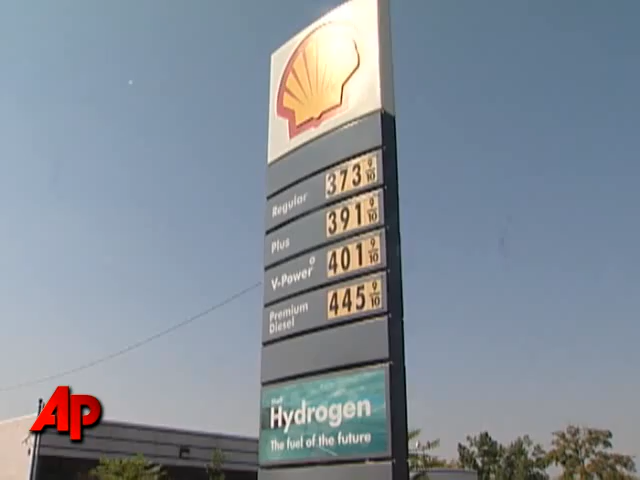 Regular 373 9/10
Plus 391 9/10
V-Power 401 9/10
Premium Diesel 445 9/10
Shell
Hydrogen
The fuel of the future
AP